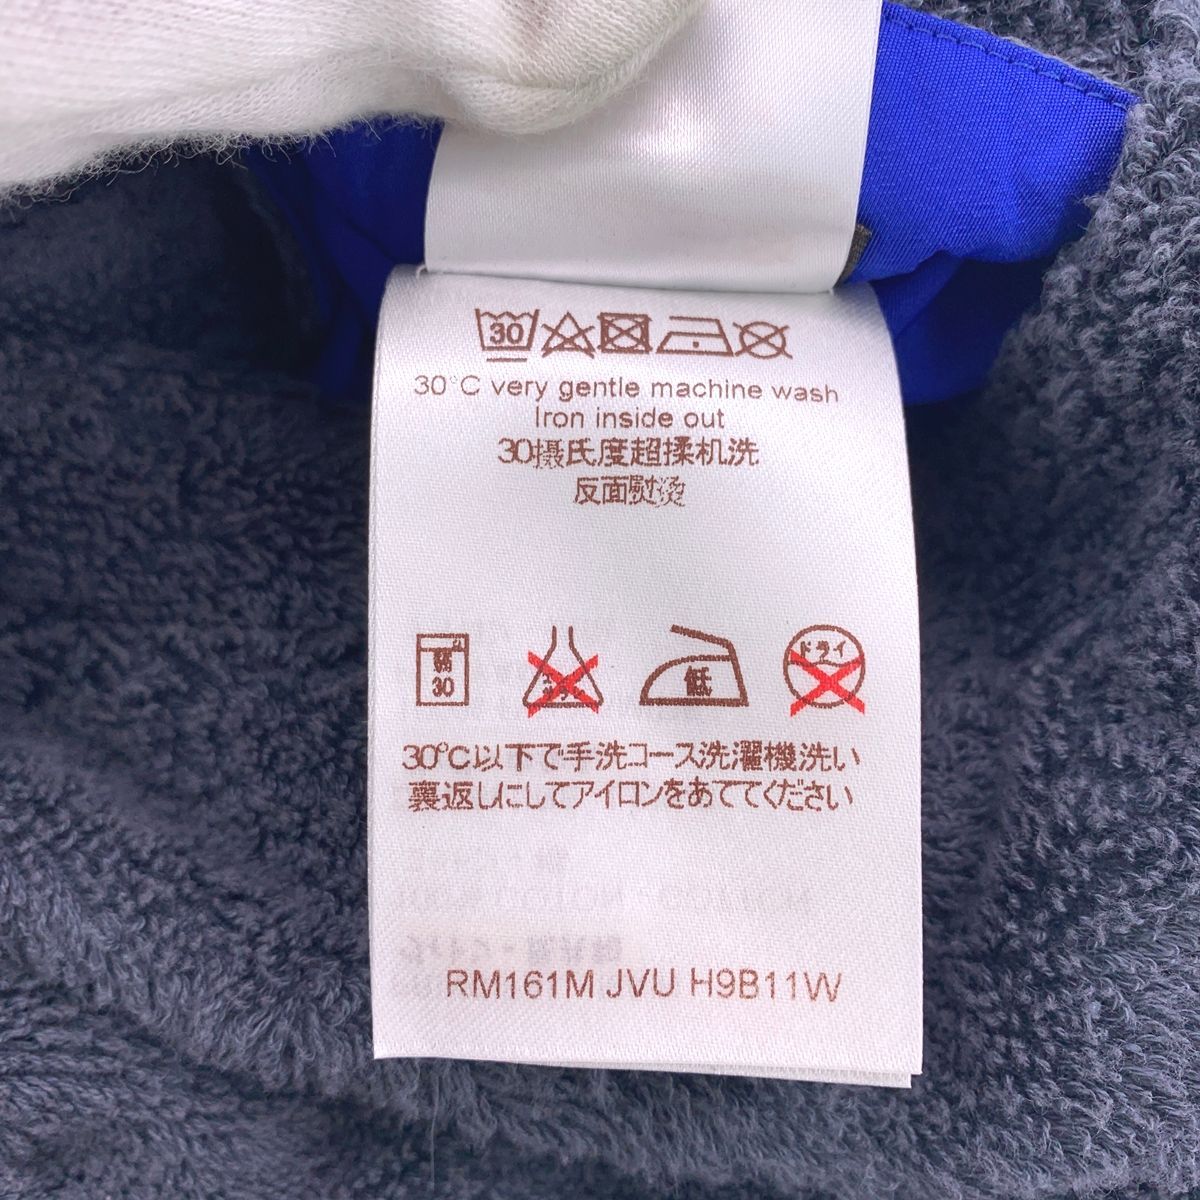 30
30°C very gentle machine wash
Iron inside out
30摄氏度超揉机洗
反面熨烫
弱 30
低 ドライ
30°C以下で手洗コース洗濯機洗い
裏返しにしてアイロンをあててください
RM161M JVU H9B11W